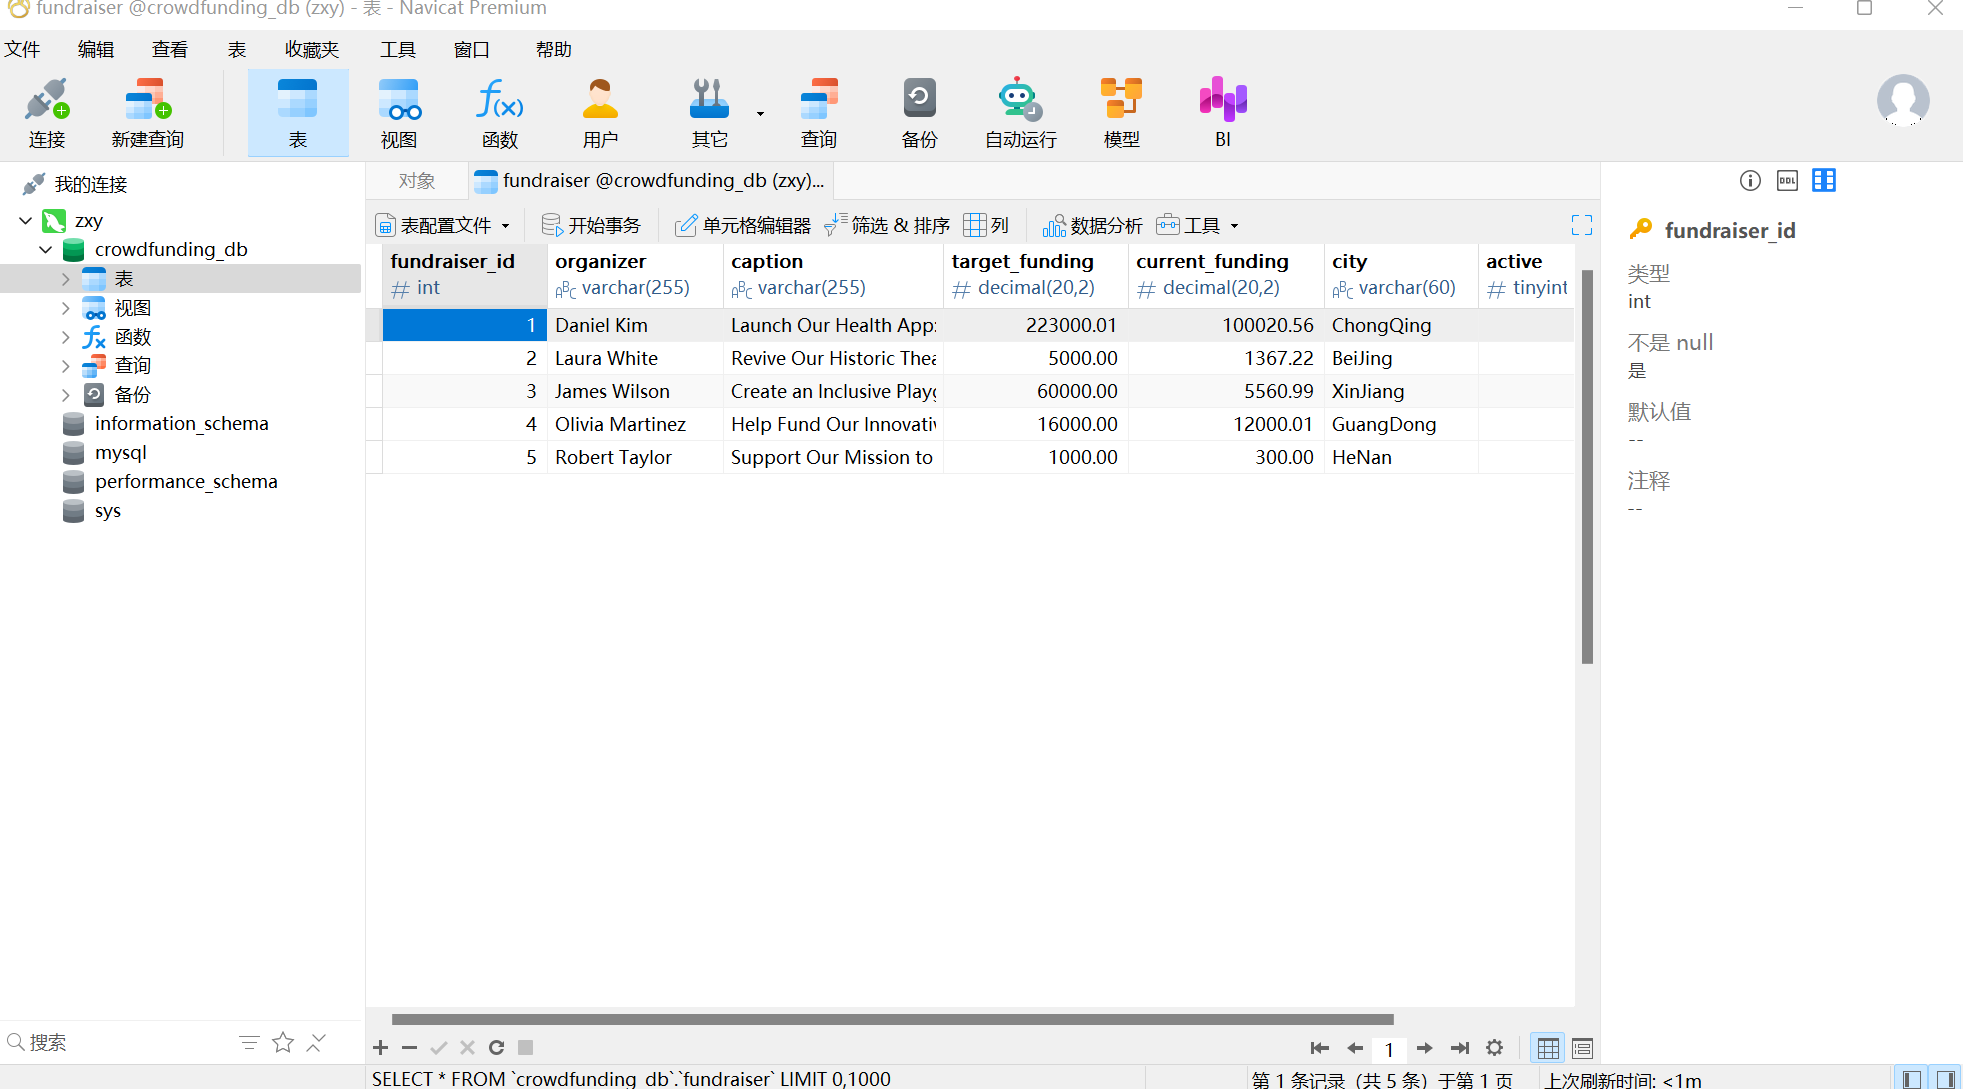 fundraiser @crowdfunding_db (zxy) - 表 - Navicat Premium
文件 编辑 查看 表 收藏夹 工具 窗口 帮助
连接 新建查询 表 视图 函数 用户 其它 查询 备份 自动运行 模型 BI
我的连接
zxy
crowdfunding_db
表
视图
函数
查询
备份
information_schema
mysql
performance_schema
sys
搜索
对象 fundraiser @crowdfunding_db (zxy)...
表配置文件 开始事务 单元格编辑器 筛选 & 排序 列 数据分析 工具
fundraiser_id organizer caption target_funding current_funding city active
# int ABC varchar(255) ABC varchar(255) # decimal(20,2) # decimal(20,2) ABC varchar(60) # tinyint
1 Daniel Kim Launch Our Health App: 223000.01 100020.56 ChongQing
2 Laura White Revive Our Historic Thea 5000.00 1367.22 BeiJing
3 James Wilson Create an Inclusive Playg 60000.00 5560.99 XinJiang
4 Olivia Martinez Help Fund Our Innovativ 16000.00 12000.01 GuangDong
5 Robert Taylor Support Our Mission to 1000.00 300.00 HeNan
1
SELECT * FROM `crowdfunding_db`.`fundraiser` LIMIT 0,1000
第 1 条记录（共 5 条）于第 1 页
上次刷新时间: <1m
DDL
fundraiser_id
类型
int
不是 null
是
默认值
--
注释
--